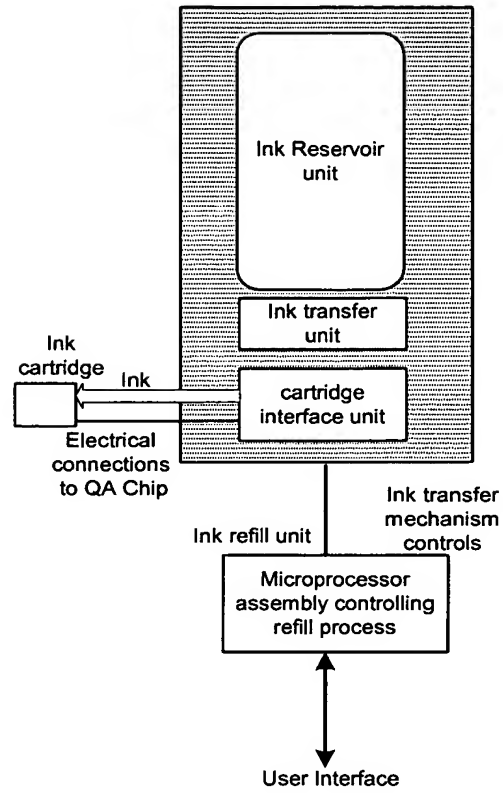 Ink Reservoir
unit
Ink transfer
unit
Ink
cartridge
Ink
cartridge
interface unit
Electrical
connections
to QA Chip
Ink refill unit
Ink transfer
mechanism
controls
Microprocessor
assembly controlling
refill process
User Interface